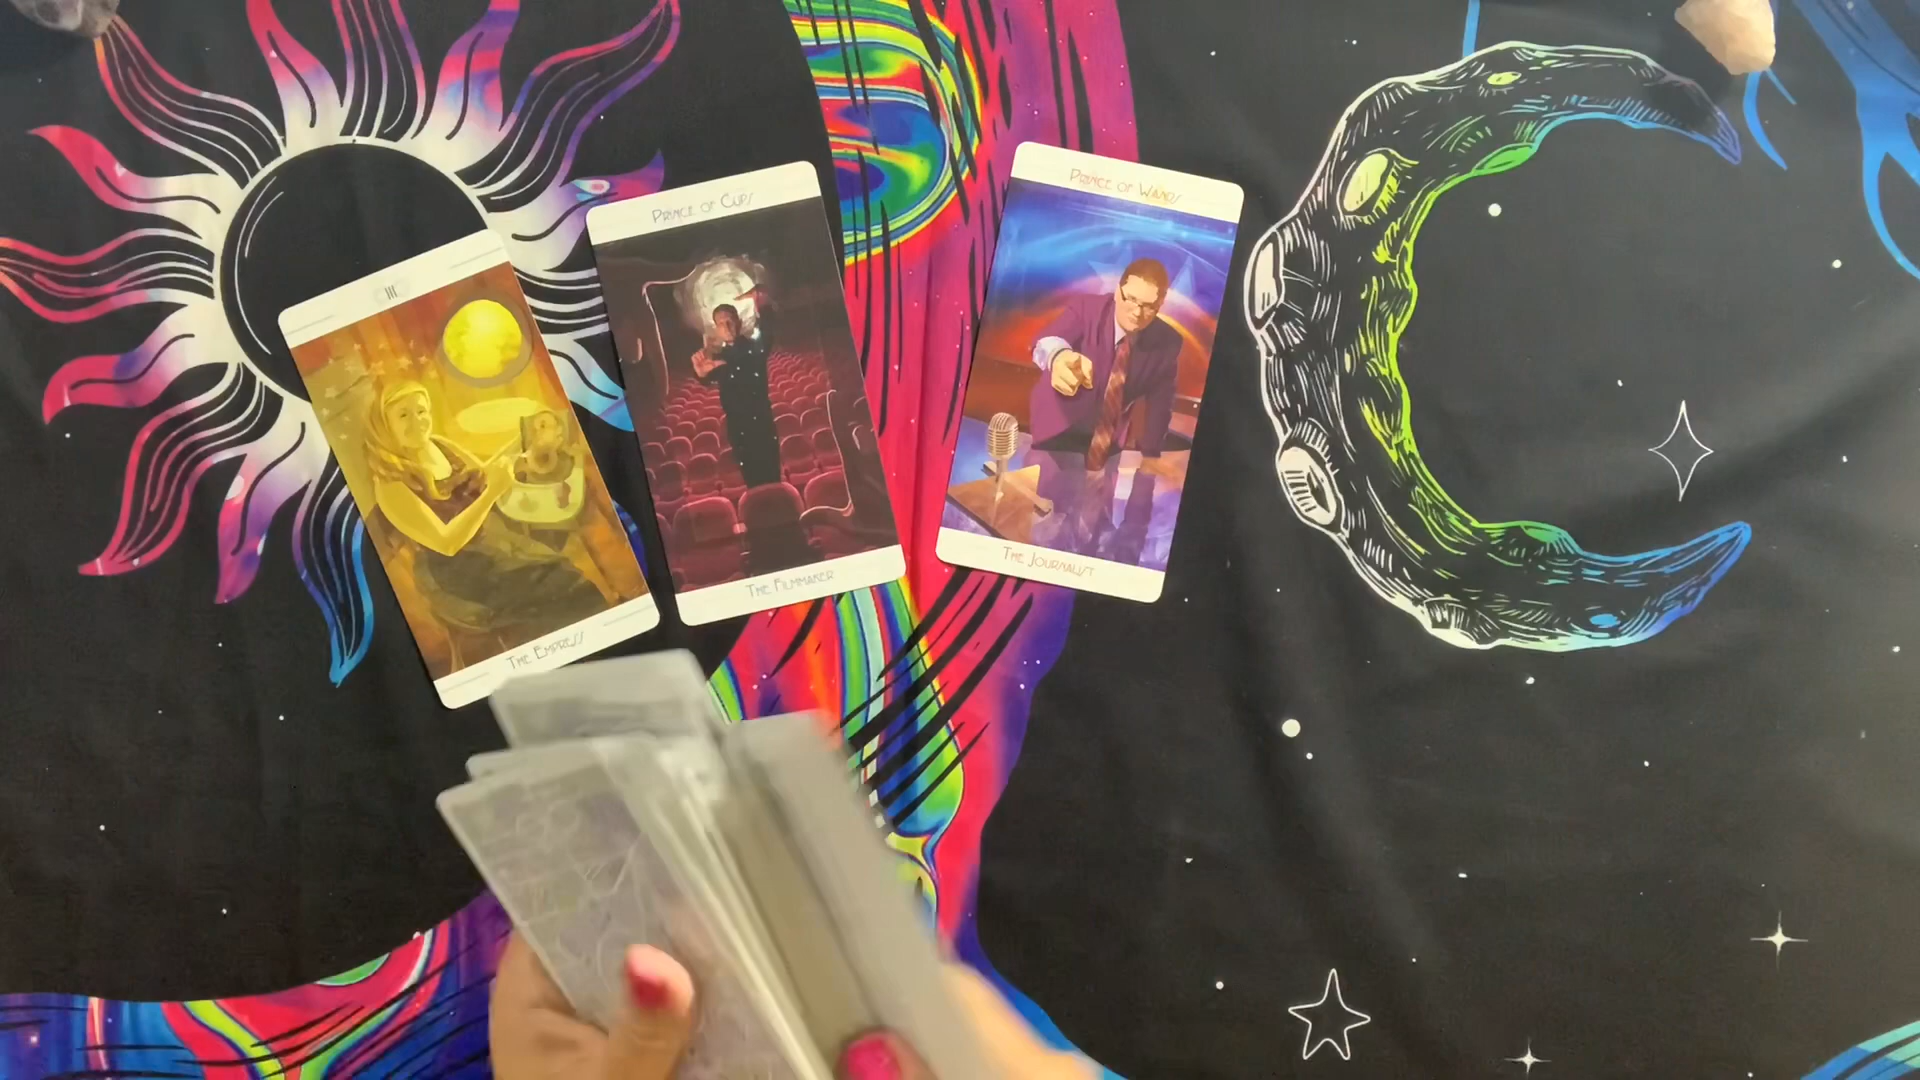 III
THE EMPRESS
PRINCE OF CUPS
THE FILMMAKER
PRINCE OF WANDS
THE JOURNALIST